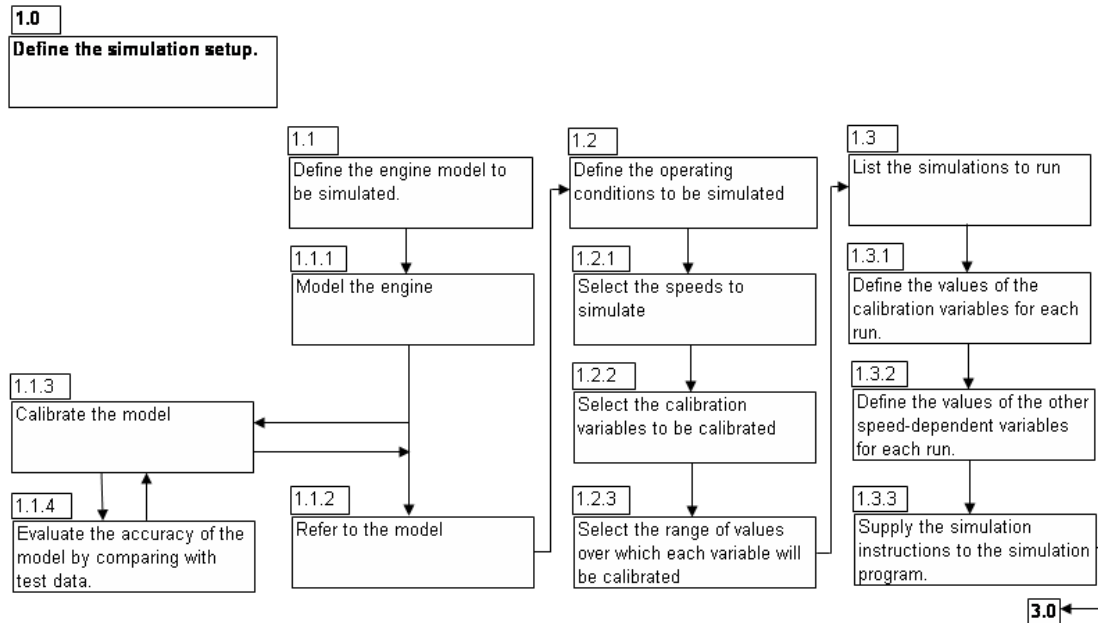 1.0
Define the simulation setup.
1.1
Define the engine model to
be simulated.
1.1.1
Model the engine
1.1.3
Calibrate the model
1.1.4
Evaluate the accuracy of the
model by comparing with
test data.
1.1.2
Refer to the model
1.2
Define the operating
conditions to be simulated
1.2.1
Select the speeds to
simulate
1.2.2
Select the calibration
variables to be calibrated
1.2.3
Select the range of values
over which each variable will
be calibrated
1.3
List the simulations to run
1.3.1
Define the values of the
calibration variables for each
run.
1.3.2
Define the values of the other
speed-dependent variables
for each run.
1.3.3
Supply the simulation
instructions to the simulation
program.
3.0